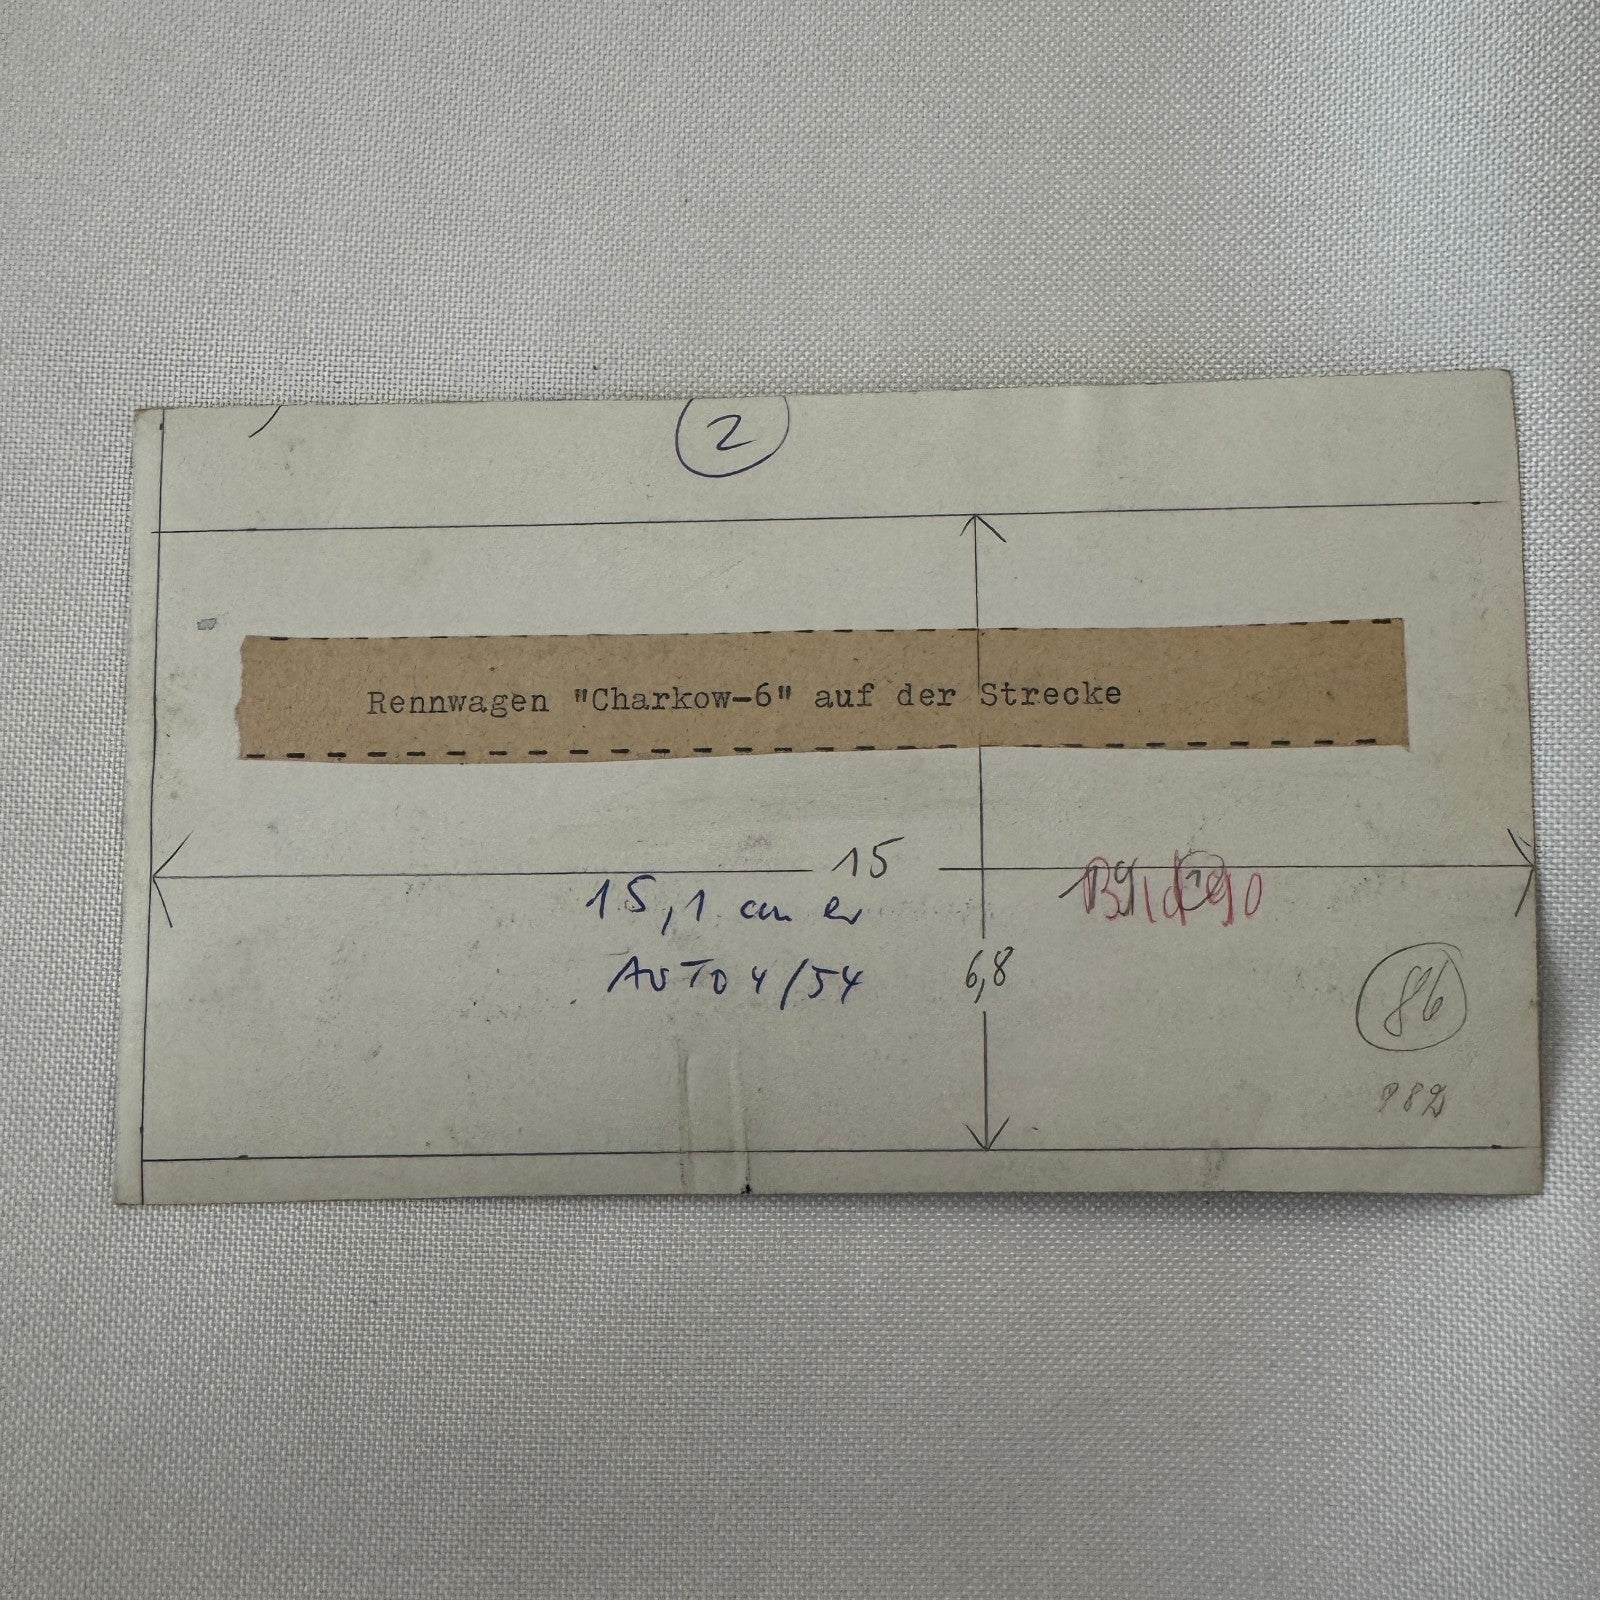 2
Rennwagen "Charkow-6" auf der Strecke
15
15,1 cm
AUTO 4/54
6,8
86